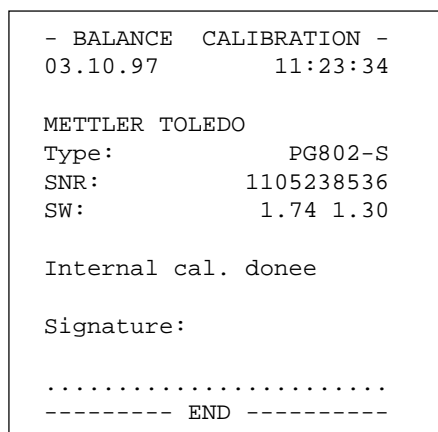 - BALANCE CALIBRATION -
03.10.97 11:23:34
METTLER TOLEDO
Type: PG802-S
SNR: 1105238536
SW: 1.74 1.30
Internal cal. donee
Signature:
........................
--------- END ----------